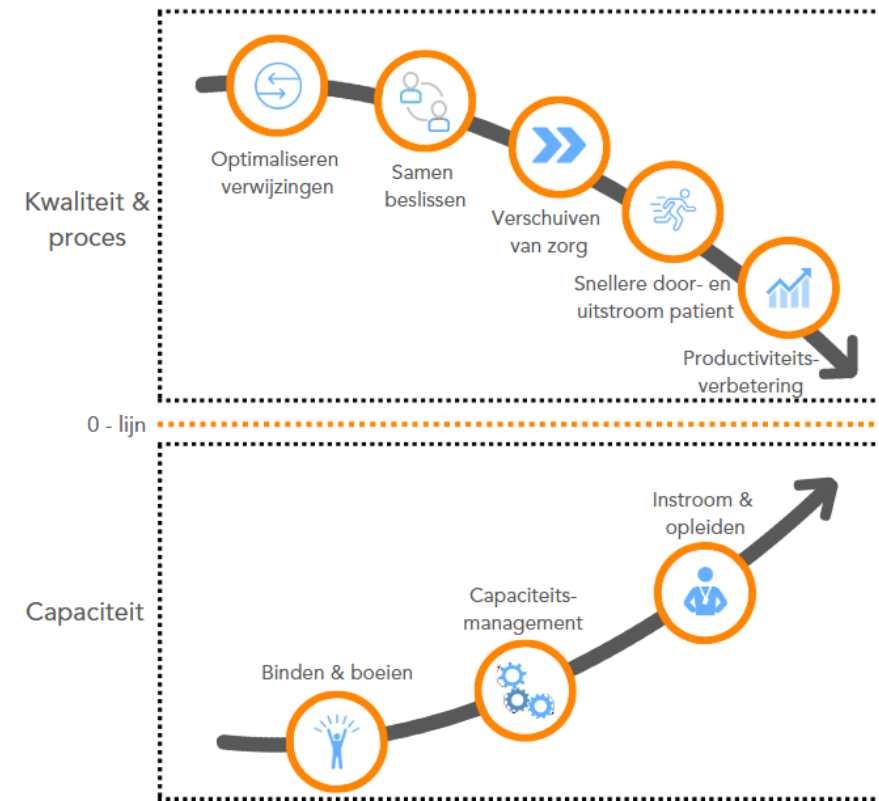 Optimaliseren
verwijzingen
Samen
beslissen
Verschuiven
van zorg
Snellere door- en
uitstroom patient
Productiviteits-
verbetering
Kwaliteit &
proces
0 - lijn
Capaciteit
Binden & boeien
Capaciteits-
management
Instroom &
opleiden